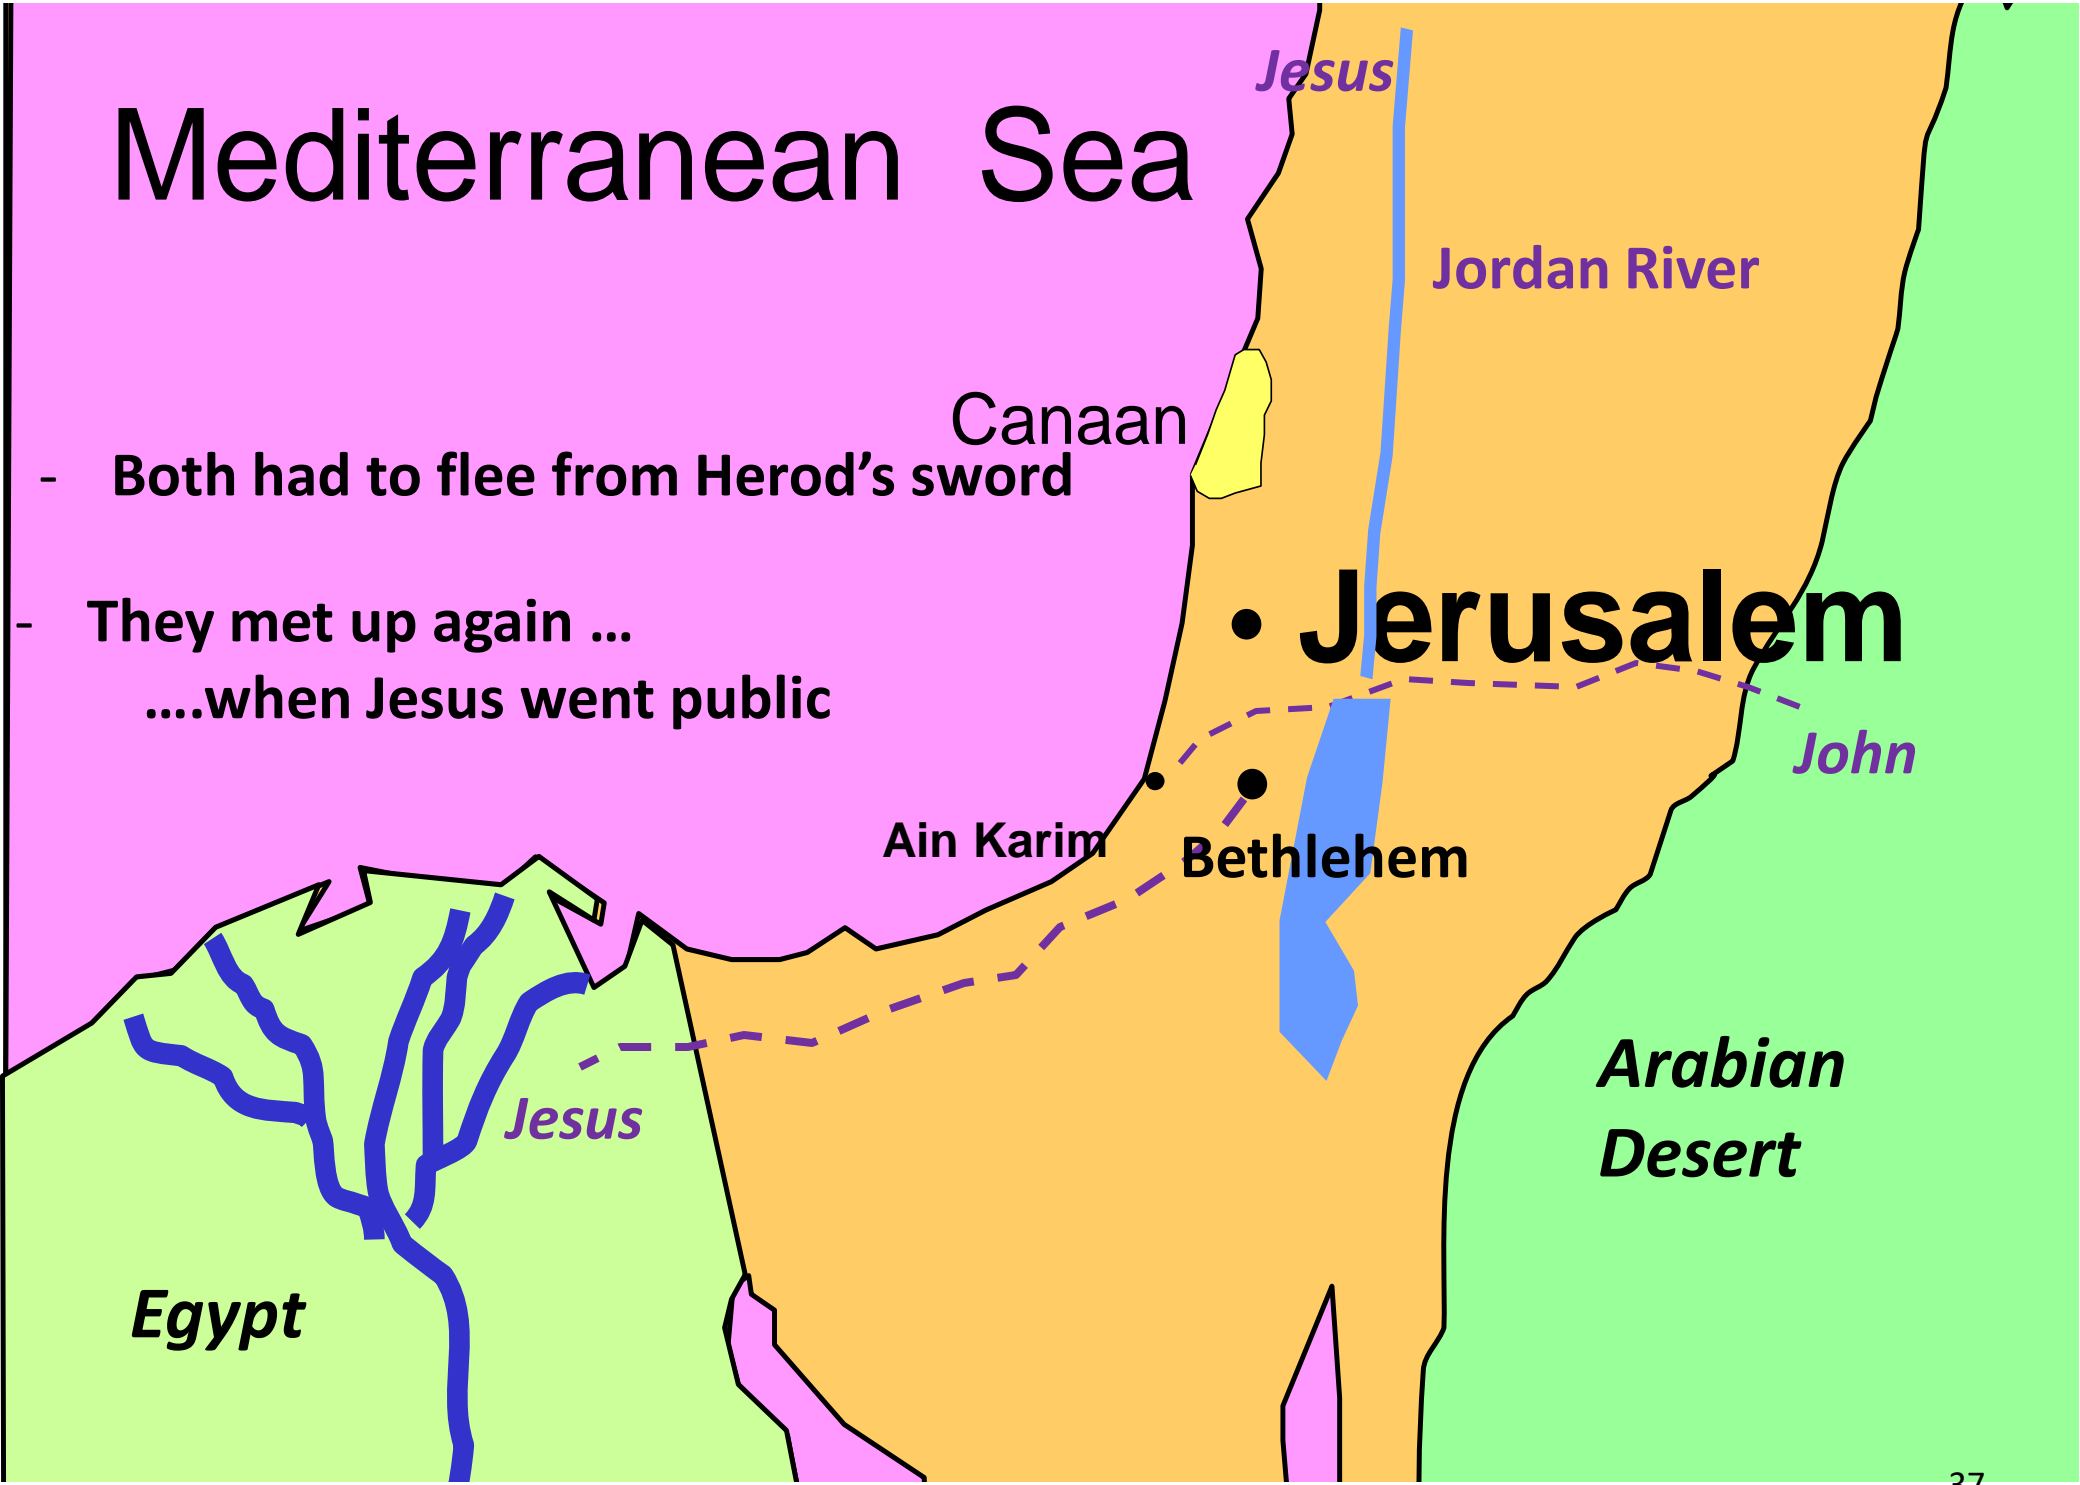 Jesus
Mediterranean Sea
Jordan River
Canaan
- Both had to flee from Herod’s sword
• Jerusalem
- They met up again …
….when Jesus went public
John
Ain Karim
Bethlehem
Arabian
Desert
Jesus
Egypt
37